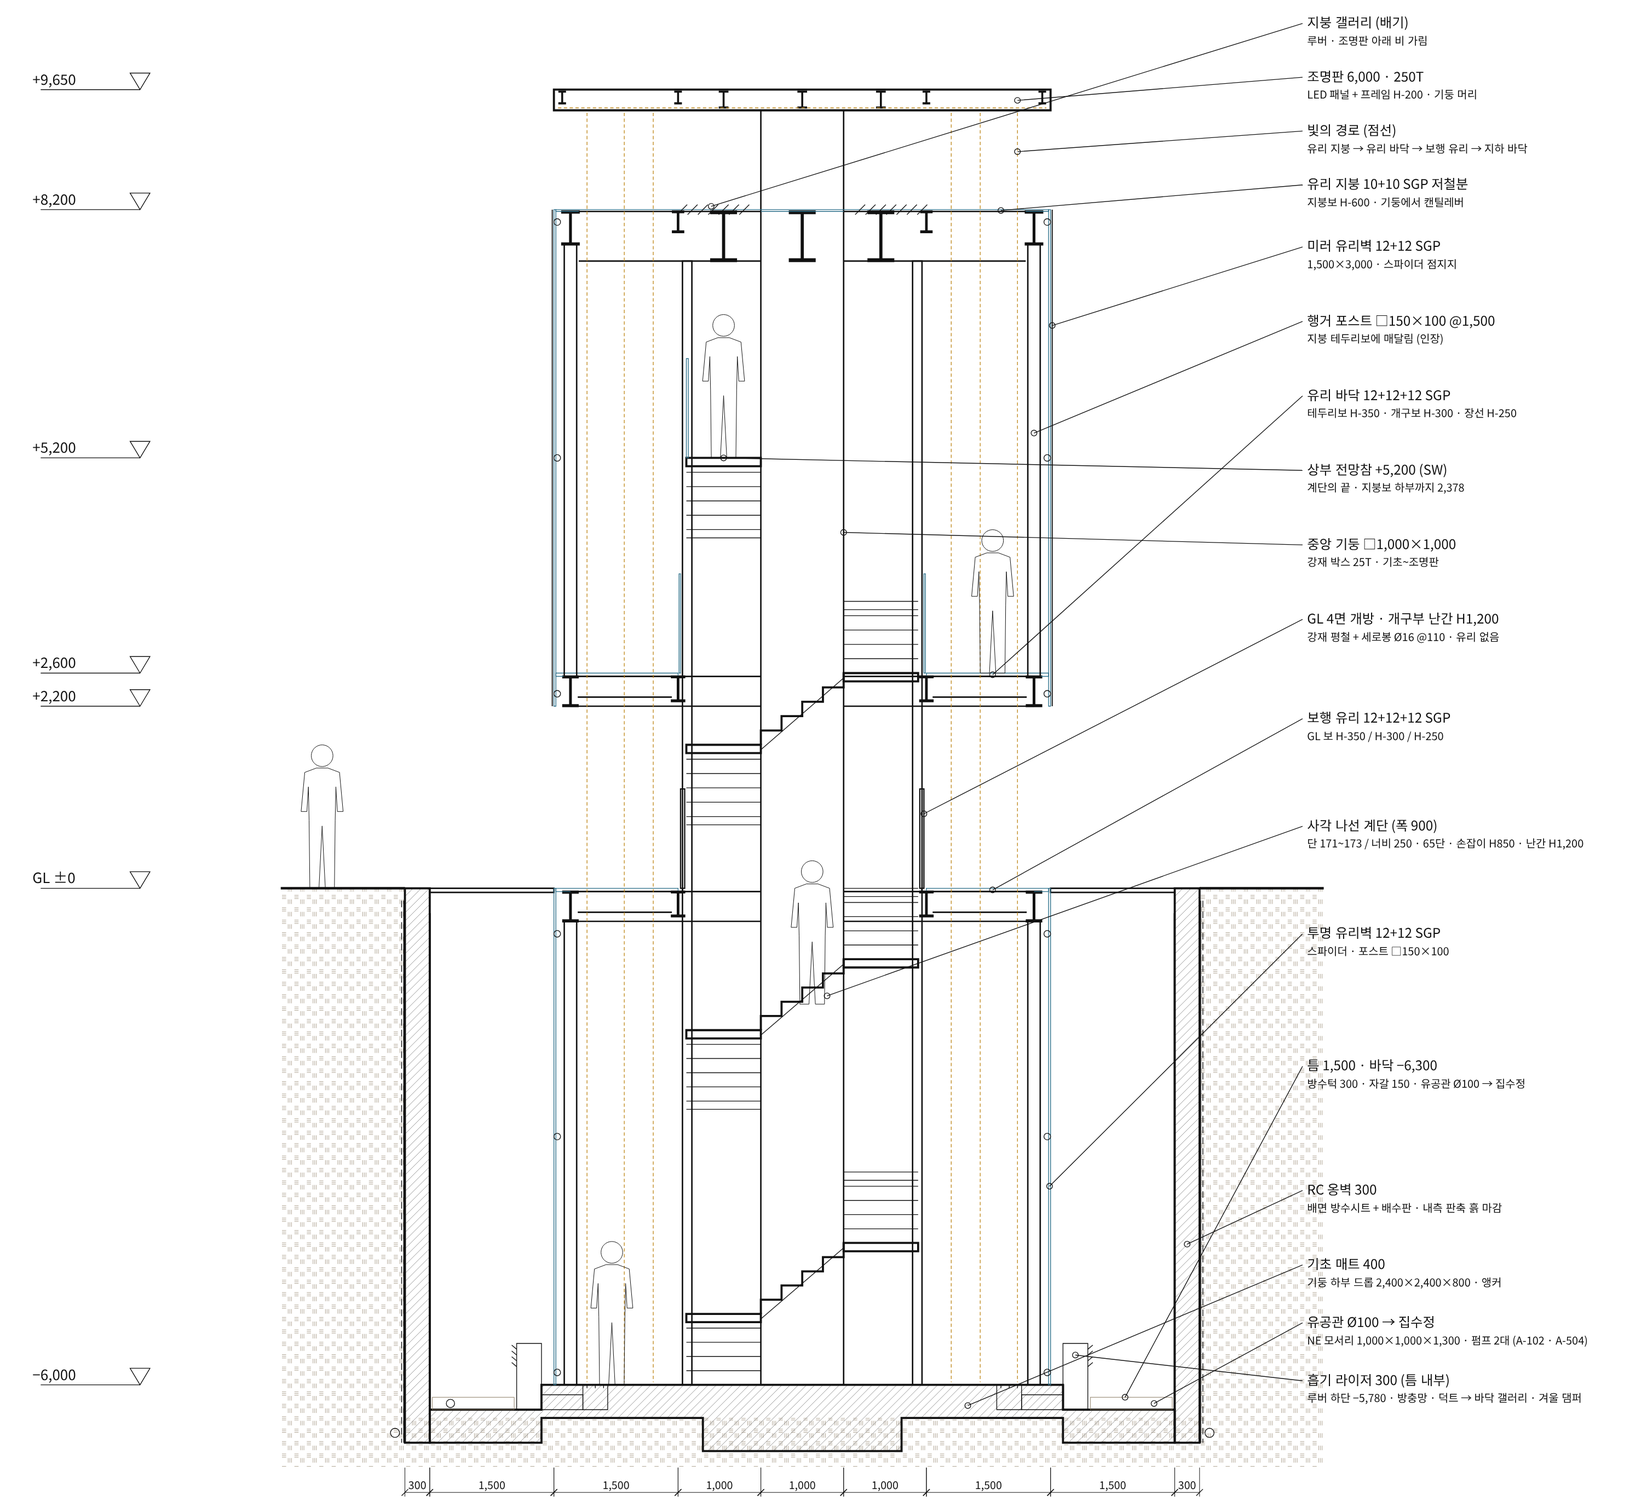 지붕 갤러리 (배기)
루버 · 조명판 아래 비 가림
+9,650
조명판 6,000 · 250T
LED 패널 + 프레임 H-200 · 기둥 머리
빛의 경로 (점선)
유리 지붕 → 유리 바닥 → 보행 유리 → 지하 바닥
+8,200
유리 지붕 10+10 SGP 저철분
지붕보 H-600 · 기둥에서 캔틸레버
미러 유리벽 12+12 SGP
1,500×3,000 · 스파이더 점지지
행거 포스트 □150×100 @1,500
지붕 테두리보에 매달림 (인장)
유리 바닥 12+12+12 SGP
테두리보 H-350 · 개구보 H-300 · 장선 H-250
+5,200
상부 전망참 +5,200 (SW)
계단의 끝 · 지붕보 하부까지 2,378
중앙 기둥 □1,000×1,000
강재 박스 25T · 기초~조명판
GL 4면 개방 · 개구부 난간 H1,200
강재 평철 + 세로봉 Ø16 @110 · 유리 없음
+2,600
+2,200
보행 유리 12+12+12 SGP
GL 보 H-350 / H-300 / H-250
사각 나선 계단 (폭 900)
단 171~173 / 너비 250 · 65단 · 손잡이 H850 · 난간 H1,200
GL ±0
투명 유리벽 12+12 SGP
스파이더 · 포스트 □150×100
틈 1,500 · 바닥 −6,300
방수턱 300 · 자갈 150 · 유공관 Ø100 → 집수정
RC 옹벽 300
배면 방수시트 + 배수판 · 내측 판축 흙 마감
기초 매트 400
기둥 하부 드롭 2,400×2,400×800 · 앵커
유공관 Ø100 → 집수정
NE 모서리 1,000×1,000×1,300 · 펌프 2대 (A-102 · A-504)
−6,000
흡기 라이저 300 (틈 내부)
루버 하단 −5,780 · 방충망 · 덕트 → 바닥 갤러리 · 겨울 댐퍼
300 1,500 1,500 1,000 1,000 1,000 1,500 1,500 300